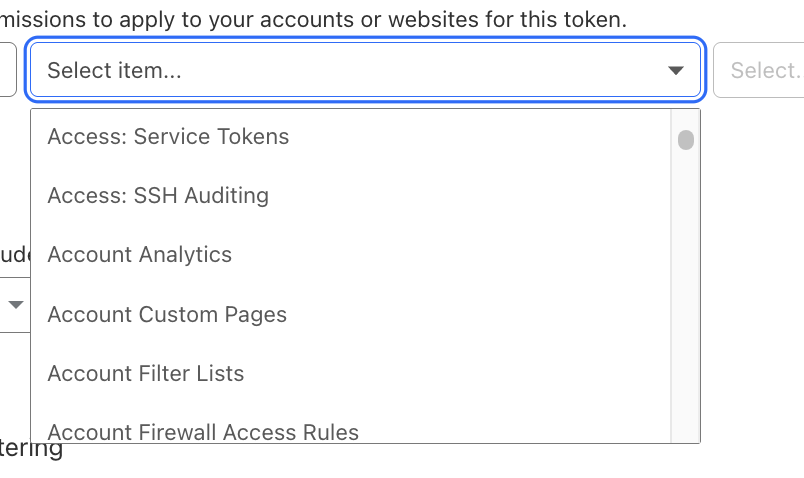 missions to apply to your accounts or websites for this token.
Select item...
Select.
Access: Service Tokens
Access: SSH Auditing
Account Analytics
Account Custom Pages
Account Filter Lists
Account Firewall Access Rules
tering